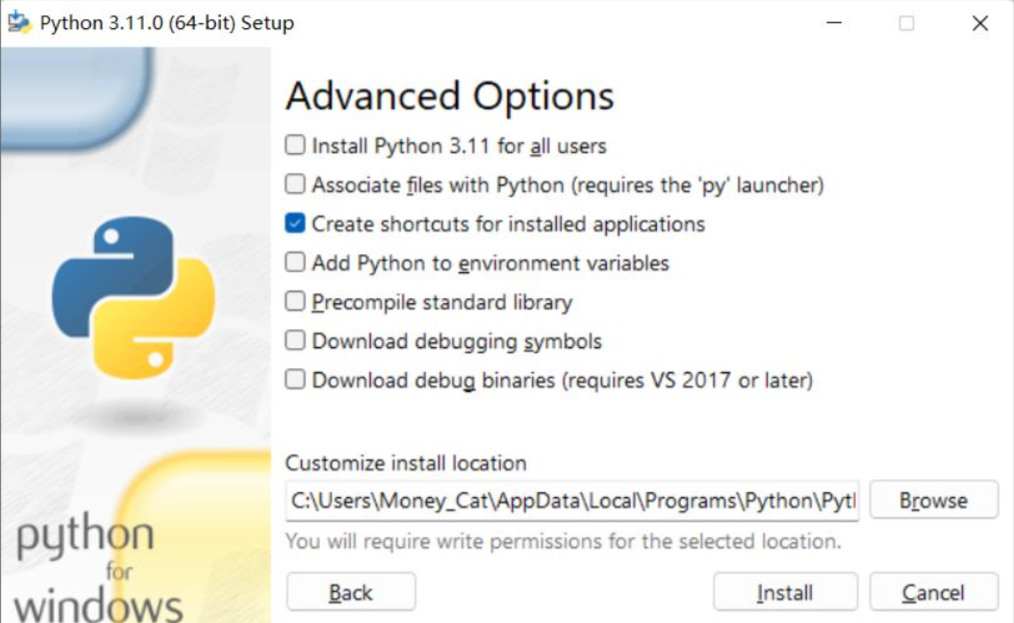 Python 3.11.0 (64-bit) Setup
Advanced Options
Install Python 3.11 for all users
Associate files with Python (requires the 'py' launcher)
Create shortcuts for installed applications
Add Python to environment variables
Precompile standard library
Download debugging symbols
Download debug binaries (requires VS 2017 or later)
Customize install location
C:\Users\Money_Cat\AppData\Local\Programs\Python\Pyt
Browse
You will require write permissions for the selected location.
python
for
windows
Back
Install
Cancel